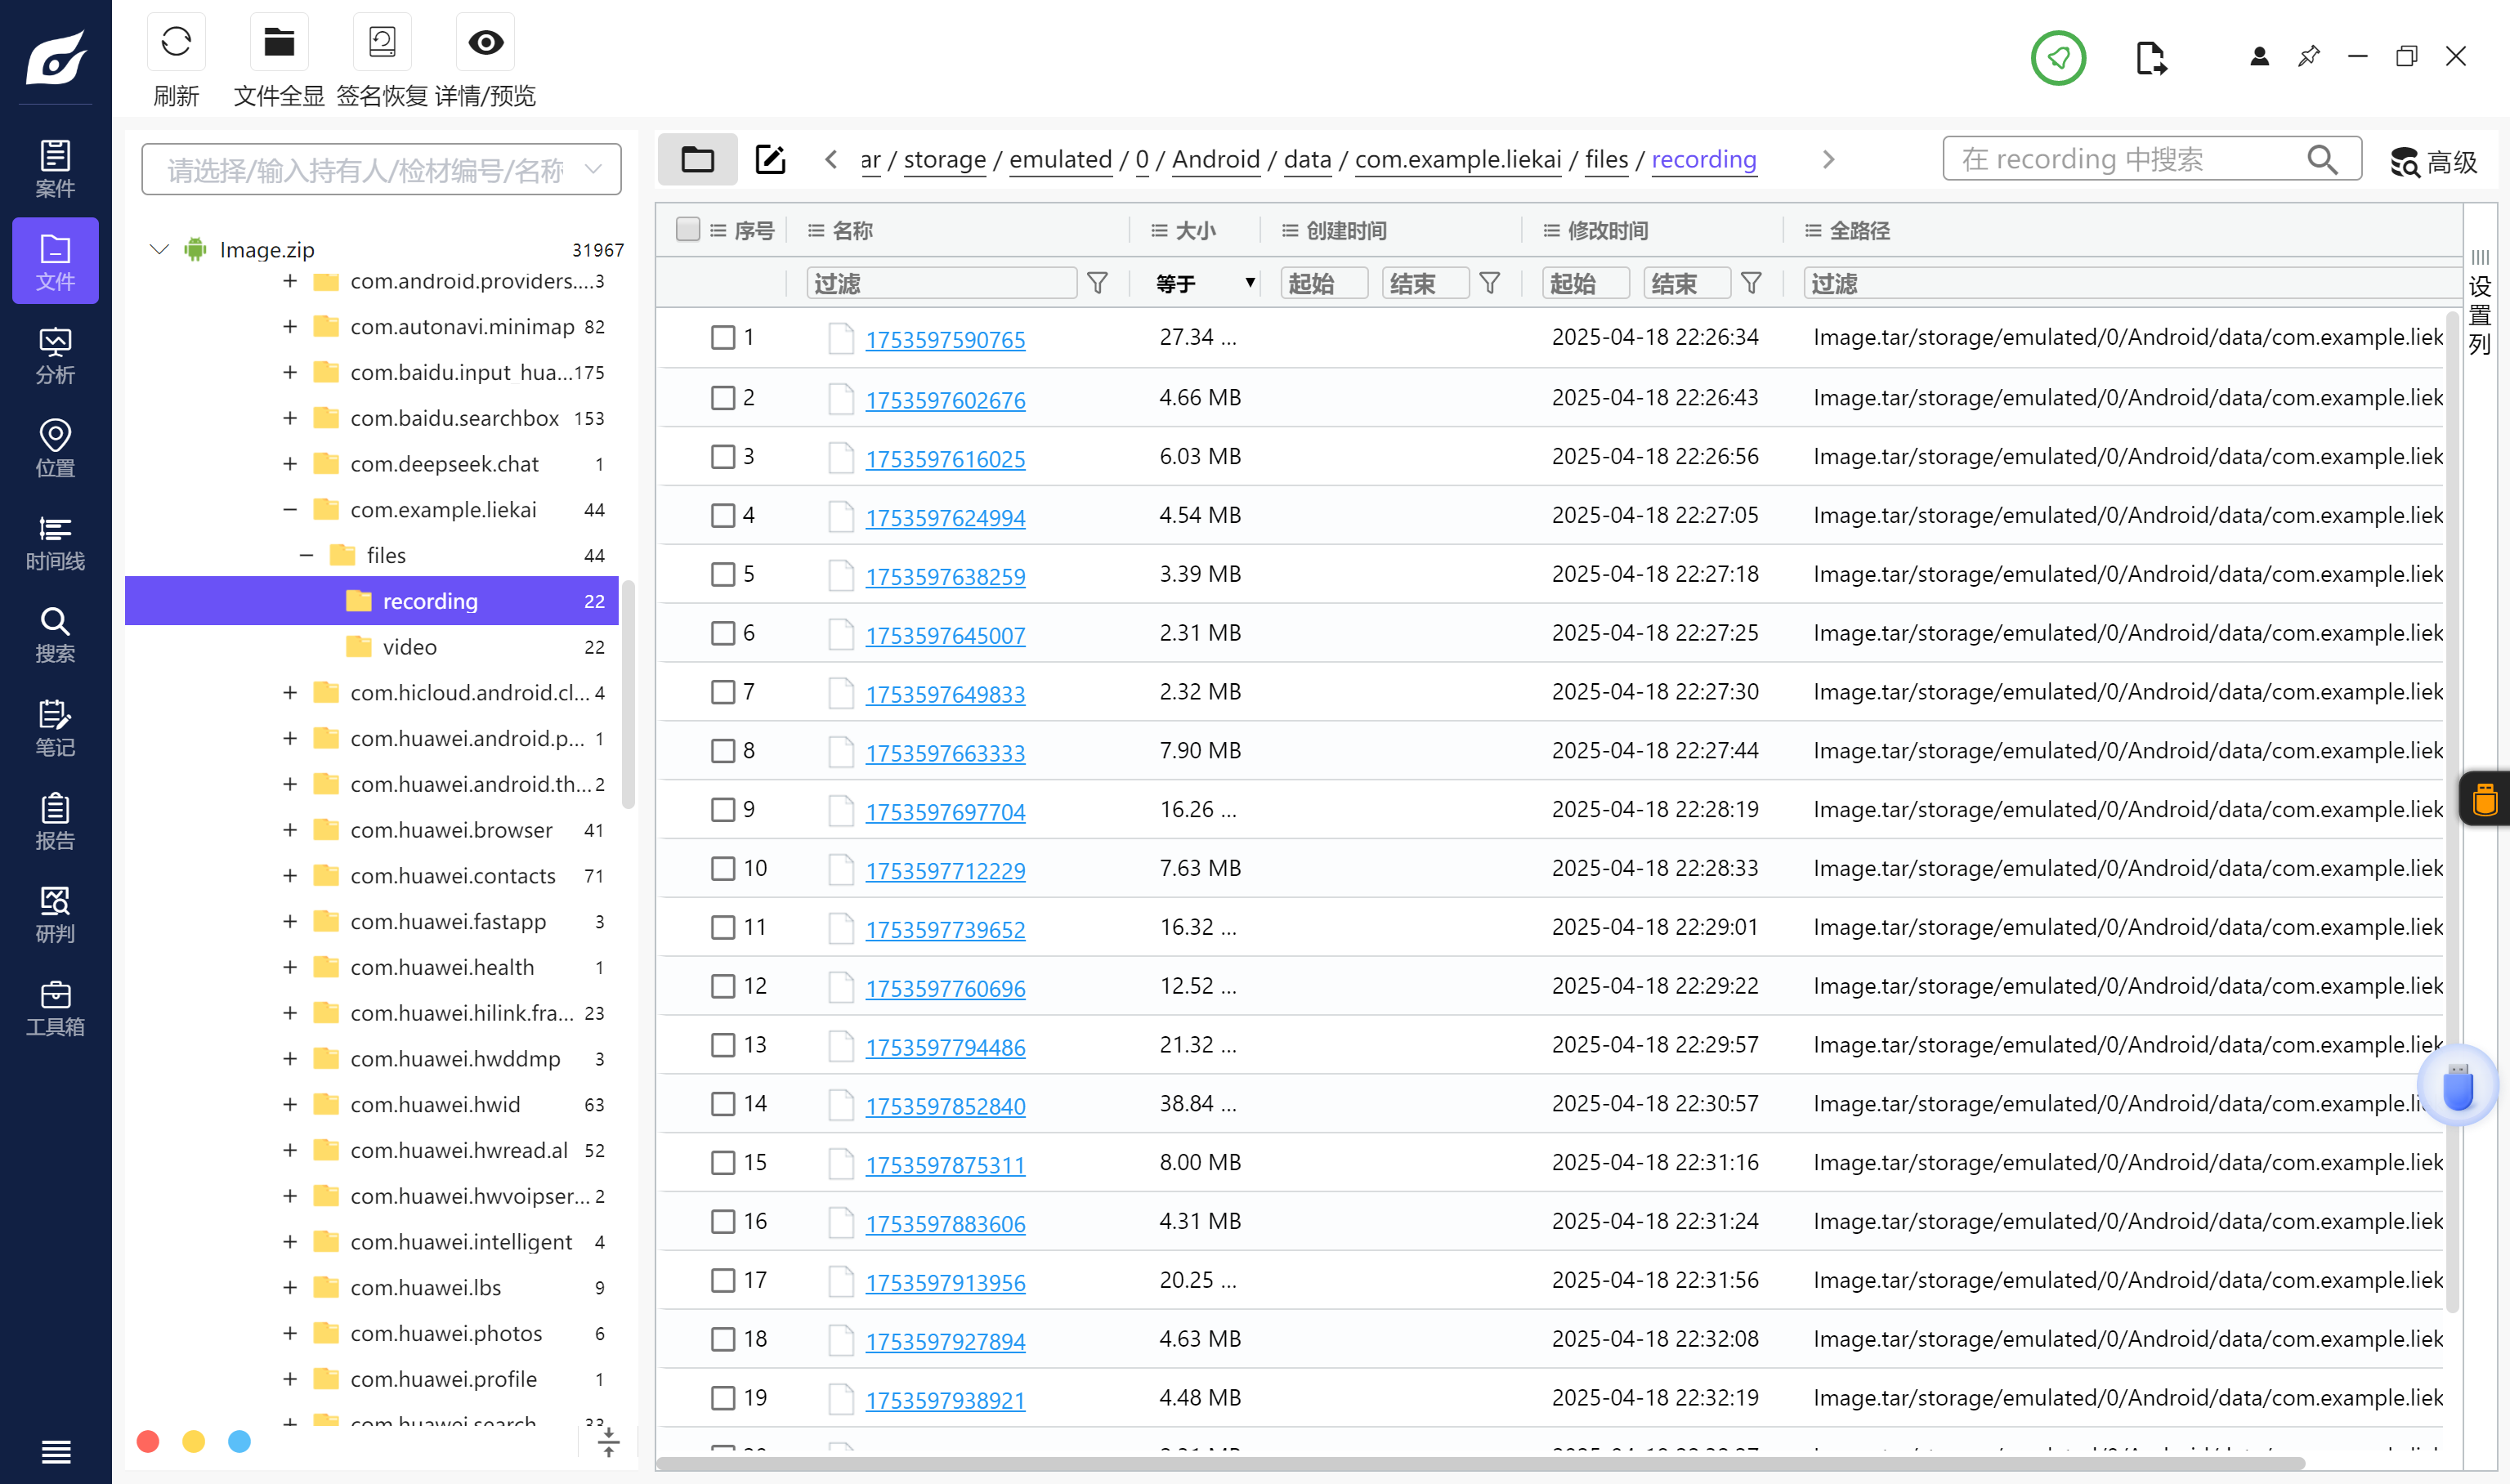 刷新 文件全显 签名恢复 详情/预览
案件
文件
分析
位置
时间线
搜索
笔记
报告
研判
工具箱
请选择/输入持有人/检材编号/名称
Image.zip 31967
com.android.providers.... 3
com.autonavi.minimap 82
com.baidu.input_hua... 175
com.baidu.searchbox 153
com.deepseek.chat 1
com.example.liekai 44
files 44
recording 22
video 22
com.hicloud.android.cl... 4
com.huawei.android.p... 1
com.huawei.android.th... 2
com.huawei.browser 41
com.huawei.contacts 71
com.huawei.fastapp 3
com.huawei.health 1
com.huawei.hilink.fra... 23
com.huawei.hwddmp 3
com.huawei.hwid 63
com.huawei.hwread.al 52
com.huawei.hwvoipser... 2
com.huawei.intelligent 4
com.huawei.lbs 9
com.huawei.photos 6
com.huawei.profile 1
com.huawei.search 33
ar / storage / emulated / 0 / Android / data / com.example.liekai / files / recording
在 recording 中搜索
高级
序号 名称 大小 创建时间 修改时间 全路径
过滤 等于 起始 结束 起始 结束 过滤
设置列
1 1753597590765 27.34 ... 2025-04-18 22:26:34 Image.tar/storage/emulated/0/Android/data/com.example.liek
2 1753597602676 4.66 MB 2025-04-18 22:26:43 Image.tar/storage/emulated/0/Android/data/com.example.liek
3 1753597616025 6.03 MB 2025-04-18 22:26:56 Image.tar/storage/emulated/0/Android/data/com.example.liek
4 1753597624994 4.54 MB 2025-04-18 22:27:05 Image.tar/storage/emulated/0/Android/data/com.example.liek
5 1753597638259 3.39 MB 2025-04-18 22:27:18 Image.tar/storage/emulated/0/Android/data/com.example.liek
6 1753597645007 2.31 MB 2025-04-18 22:27:25 Image.tar/storage/emulated/0/Android/data/com.example.liek
7 1753597649833 2.32 MB 2025-04-18 22:27:30 Image.tar/storage/emulated/0/Android/data/com.example.liek
8 1753597663333 7.90 MB 2025-04-18 22:27:44 Image.tar/storage/emulated/0/Android/data/com.example.liek
9 1753597697704 16.26 ... 2025-04-18 22:28:19 Image.tar/storage/emulated/0/Android/data/com.example.liek
10 1753597712229 7.63 MB 2025-04-18 22:28:33 Image.tar/storage/emulated/0/Android/data/com.example.liek
11 1753597739652 16.32 ... 2025-04-18 22:29:01 Image.tar/storage/emulated/0/Android/data/com.example.liek
12 1753597760696 12.52 ... 2025-04-18 22:29:22 Image.tar/storage/emulated/0/Android/data/com.example.liek
13 1753597794486 21.32 ... 2025-04-18 22:29:57 Image.tar/storage/emulated/0/Android/data/com.example.liek
14 1753597852840 38.84 ... 2025-04-18 22:30:57 Image.tar/storage/emulated/0/Android/data/com.example.li
15 1753597875311 8.00 MB 2025-04-18 22:31:16 Image.tar/storage/emulated/0/Android/data/com.example.liek
16 1753597883606 4.31 MB 2025-04-18 22:31:24 Image.tar/storage/emulated/0/Android/data/com.example.liek
17 1753597913956 20.25 ... 2025-04-18 22:31:56 Image.tar/storage/emulated/0/Android/data/com.example.liek
18 1753597927894 4.63 MB 2025-04-18 22:32:08 Image.tar/storage/emulated/0/Android/data/com.example.liek
19 1753597938921 4.48 MB 2025-04-18 22:32:19 Image.tar/storage/emulated/0/Android/data/com.example.liek